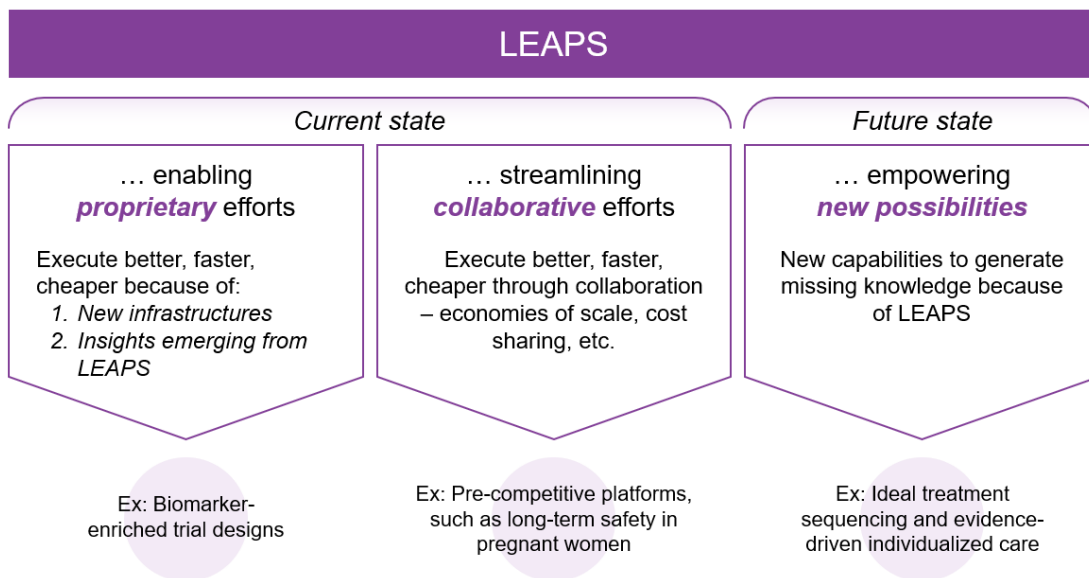 LEAPS
Current state
Future state
… enabling
proprietary efforts
Execute better, faster,
cheaper because of:
1. New infrastructures
2. Insights emerging from
LEAPS
… streamlining
collaborative efforts
Execute better, faster,
cheaper through collaboration
– economies of scale, cost
sharing, etc.
… empowering
new possibilities
New capabilities to generate
missing knowledge because
of LEAPS
Ex: Biomarker-
enriched trial designs
Ex: Pre-competitive platforms,
such as long-term safety in
pregnant women
Ex: Ideal treatment
sequencing and evidence-
driven individualized care